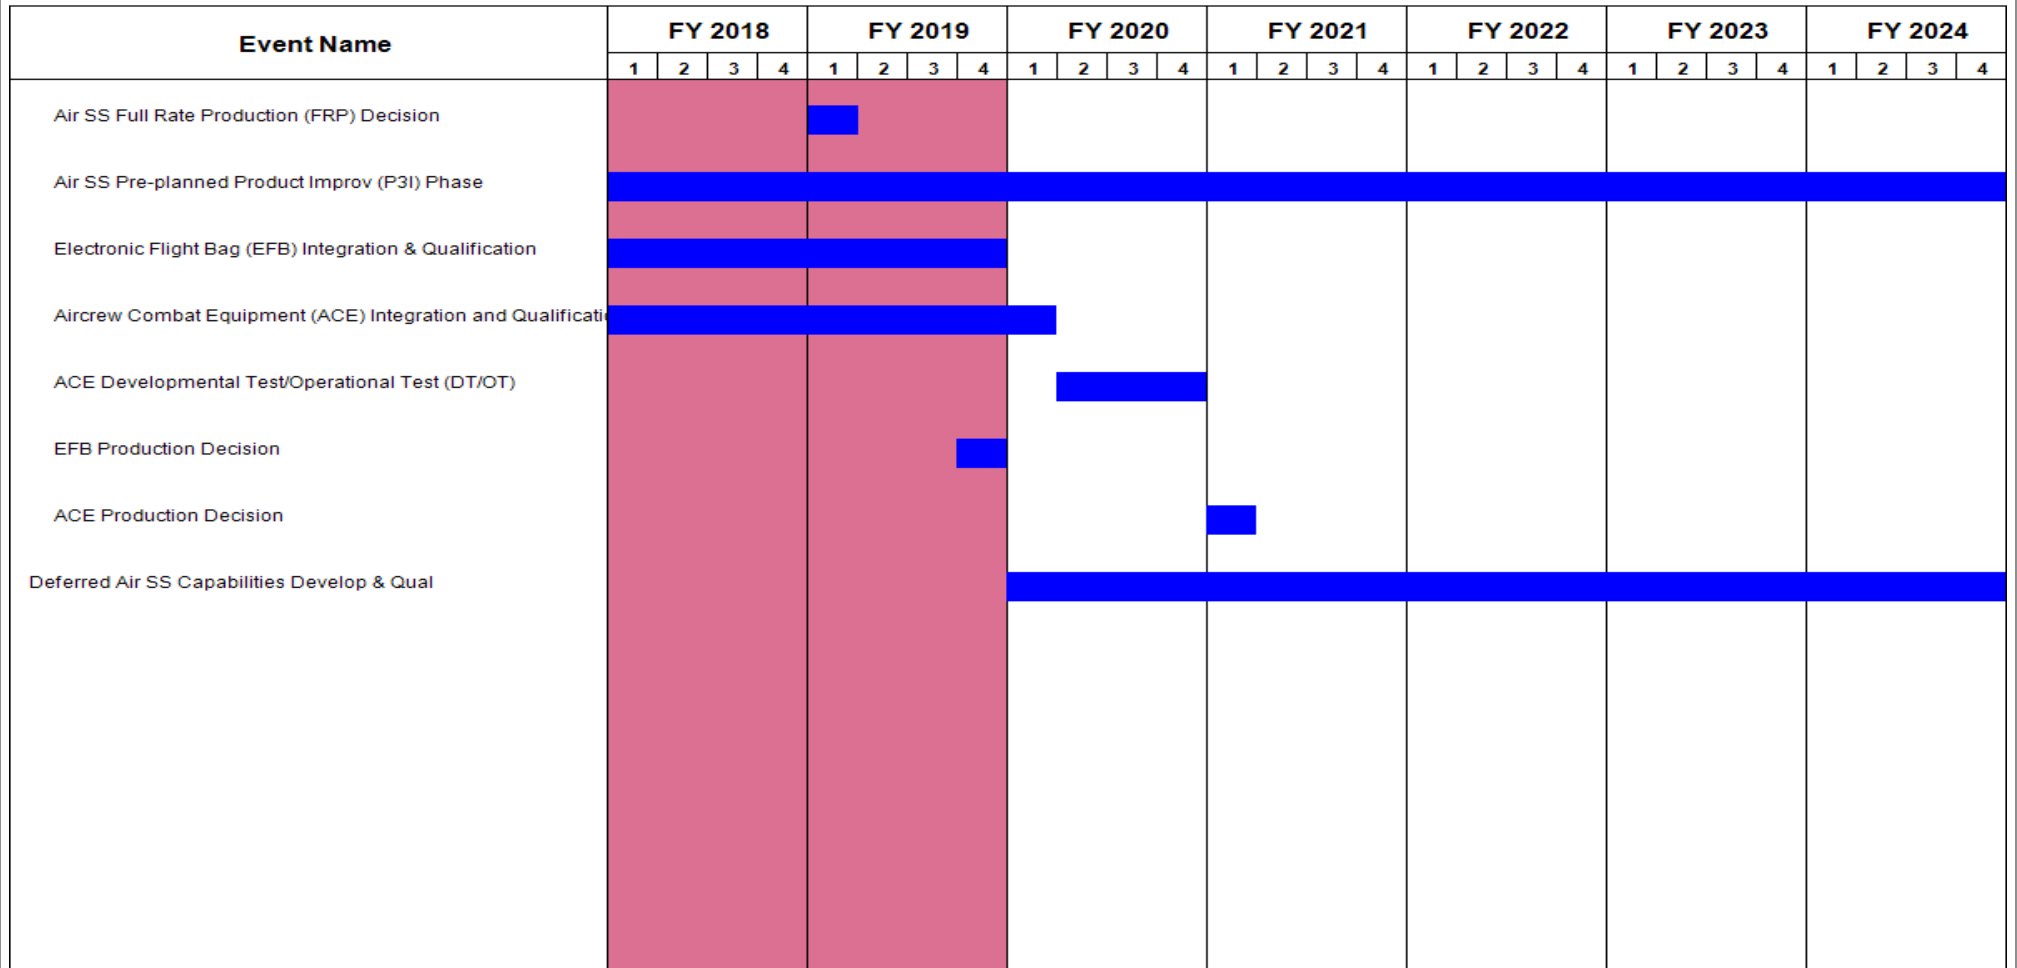 Event Name
FY 2018 FY 2019 FY 2020 FY 2021 FY 2022 FY 2023 FY 2024
1 2 3 4 1 2 3 4 1 2 3 4 1 2 3 4 1 2 3 4 1 2 3 4 1 2 3 4
Air SS Full Rate Production (FRP) Decision
Air SS Pre-planned Product Improv (P3I) Phase
Electronic Flight Bag (EFB) Integration & Qualification
Aircrew Combat Equipment (ACE) Integration and Qualificati
ACE Developmental Test/Operational Test (DT/OT)
EFB Production Decision
ACE Production Decision
Deferred Air SS Capabilities Develop & Qual